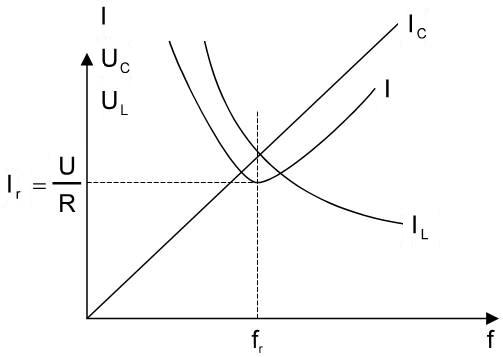 I
U_C
U_L
I_r = U/R
I_C
I
I_L
f_r
f